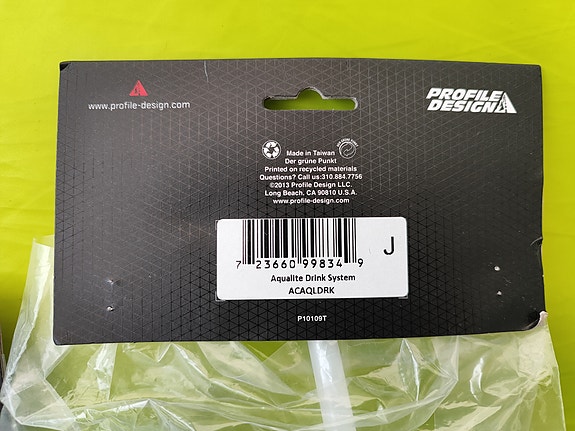 www.profile-design.com
PROFILE
DESIGN
Made in Taiwan
Der grüne Punkt
Printed on recycled materials
Questions? Call us:310.884.7756
©2013 Profile Design LLC.
Long Beach, CA 90810 U.S.A.
www.profile-design.com
J
7 23660 99834 9
Aqualite Drink System
ACAQLDRK
P10109T